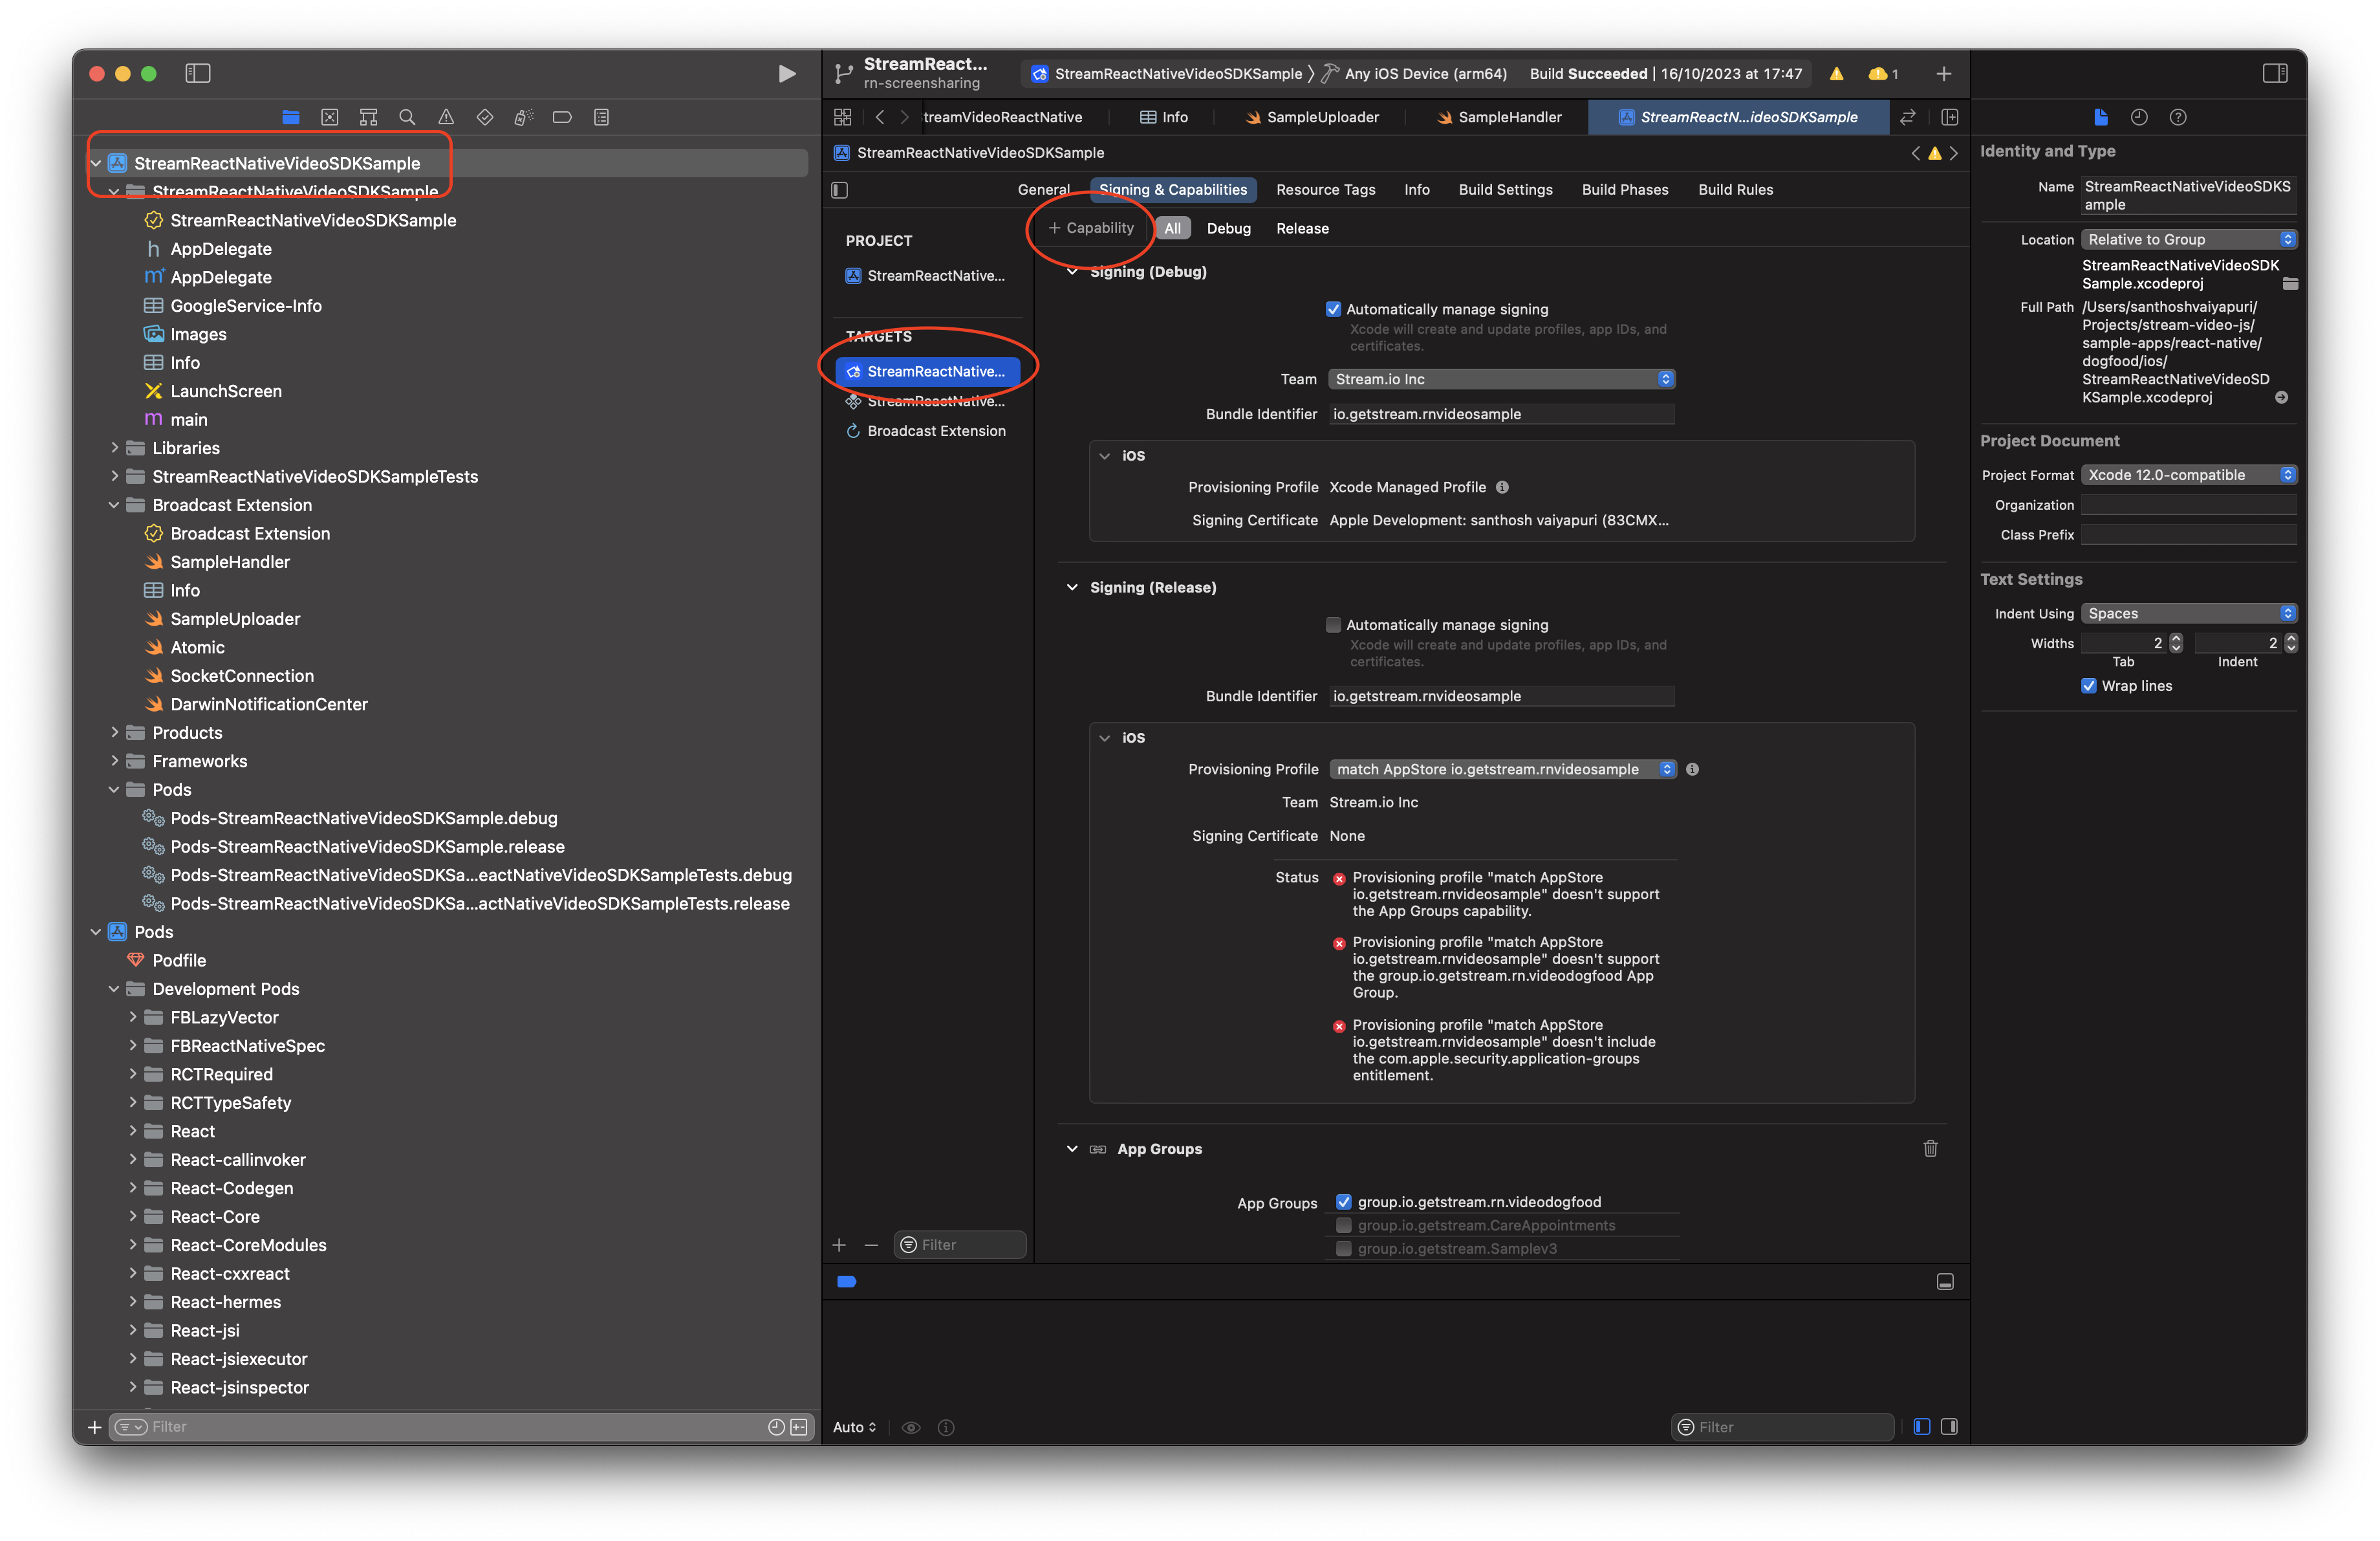 StreamReact...
rn-screensharing
StreamReactNativeVideoSDKSample
Any iOS Device (arm64)
Build Succeeded | 16/10/2023 at 17:47
1
treamVideoReactNative
Info
SampleUploader
SampleHandler
StreamReactN...ideoSDKSample
StreamReactNativeVideoSDKSample
StreamReactNativeVideoSDKSample
StreamReactNativeVideoSDKSample
AppDelegate
AppDelegate
GoogleService-Info
Images
Info
LaunchScreen
main
Libraries
StreamReactNativeVideoSDKSampleTests
Broadcast Extension
Broadcast Extension
SampleHandler
Info
SampleUploader
Atomic
SocketConnection
DarwinNotificationCenter
Products
Frameworks
Pods
Pods-StreamReactNativeVideoSDKSample.debug
Pods-StreamReactNativeVideoSDKSample.release
Pods-StreamReactNativeVideoSDKSa...eactNativeVideoSDKSampleTests.debug
Pods-StreamReactNativeVideoSDKSa...actNativeVideoSDKSampleTests.release
Pods
Podfile
Development Pods
FBLazyVector
FBReactNativeSpec
RCTRequired
RCTTypeSafety
React
React-callinvoker
React-Codegen
React-Core
React-CoreModules
React-cxxreact
React-hermes
React-jsi
React-jsiexecutor
React-jsinspector
Filter
StreamReactNativeVideoSDKSample
General
Signing & Capabilities
Resource Tags
Info
Build Settings
Build Phases
Build Rules
+ Capability
All
Debug
Release
PROJECT
StreamReactNative...
TARGETS
StreamReactNative...
StreamReactNative...
Broadcast Extension
Filter
Signing (Debug)
Automatically manage signing
Xcode will create and update profiles, app IDs, and
certificates.
Team Stream.io Inc
Bundle Identifier io.getstream.rnvideosample
iOS
Provisioning Profile Xcode Managed Profile
Signing Certificate Apple Development: santhosh vaiyapuri (83CMX...
Signing (Release)
Automatically manage signing
Xcode will create and update profiles, app IDs, and
certificates.
Bundle Identifier io.getstream.rnvideosample
iOS
Provisioning Profile match AppStore io.getstream.rnvideosample
Team Stream.io Inc
Signing Certificate None
Status Provisioning profile "match AppStore
io.getstream.rnvideosample" doesn't support
the App Groups capability.
Provisioning profile "match AppStore
io.getstream.rnvideosample" doesn't support
the group.io.getstream.rn.videodogfood App
Group.
Provisioning profile "match AppStore
io.getstream.rnvideosample" doesn't include
the com.apple.security.application-groups
entitlement.
App Groups
App Groups group.io.getstream.rn.videodogfood
group.io.getstream.CareAppointments
group.io.getstream.Samplev3
Auto
Filter
Identity and Type
Name StreamReactNativeVideoSDKS
ample
Location Relative to Group
StreamReactNativeVideoSDK
Sample.xcodeproj
Full Path /Users/santhoshvaiyapuri/
Projects/stream-video-js/
sample-apps/react-native/
dogfood/ios/
StreamReactNativeVideoSD
KSample.xcodeproj
Project Document
Project Format Xcode 12.0-compatible
Organization
Class Prefix
Text Settings
Indent Using Spaces
Widths 2 2
Tab Indent
Wrap lines